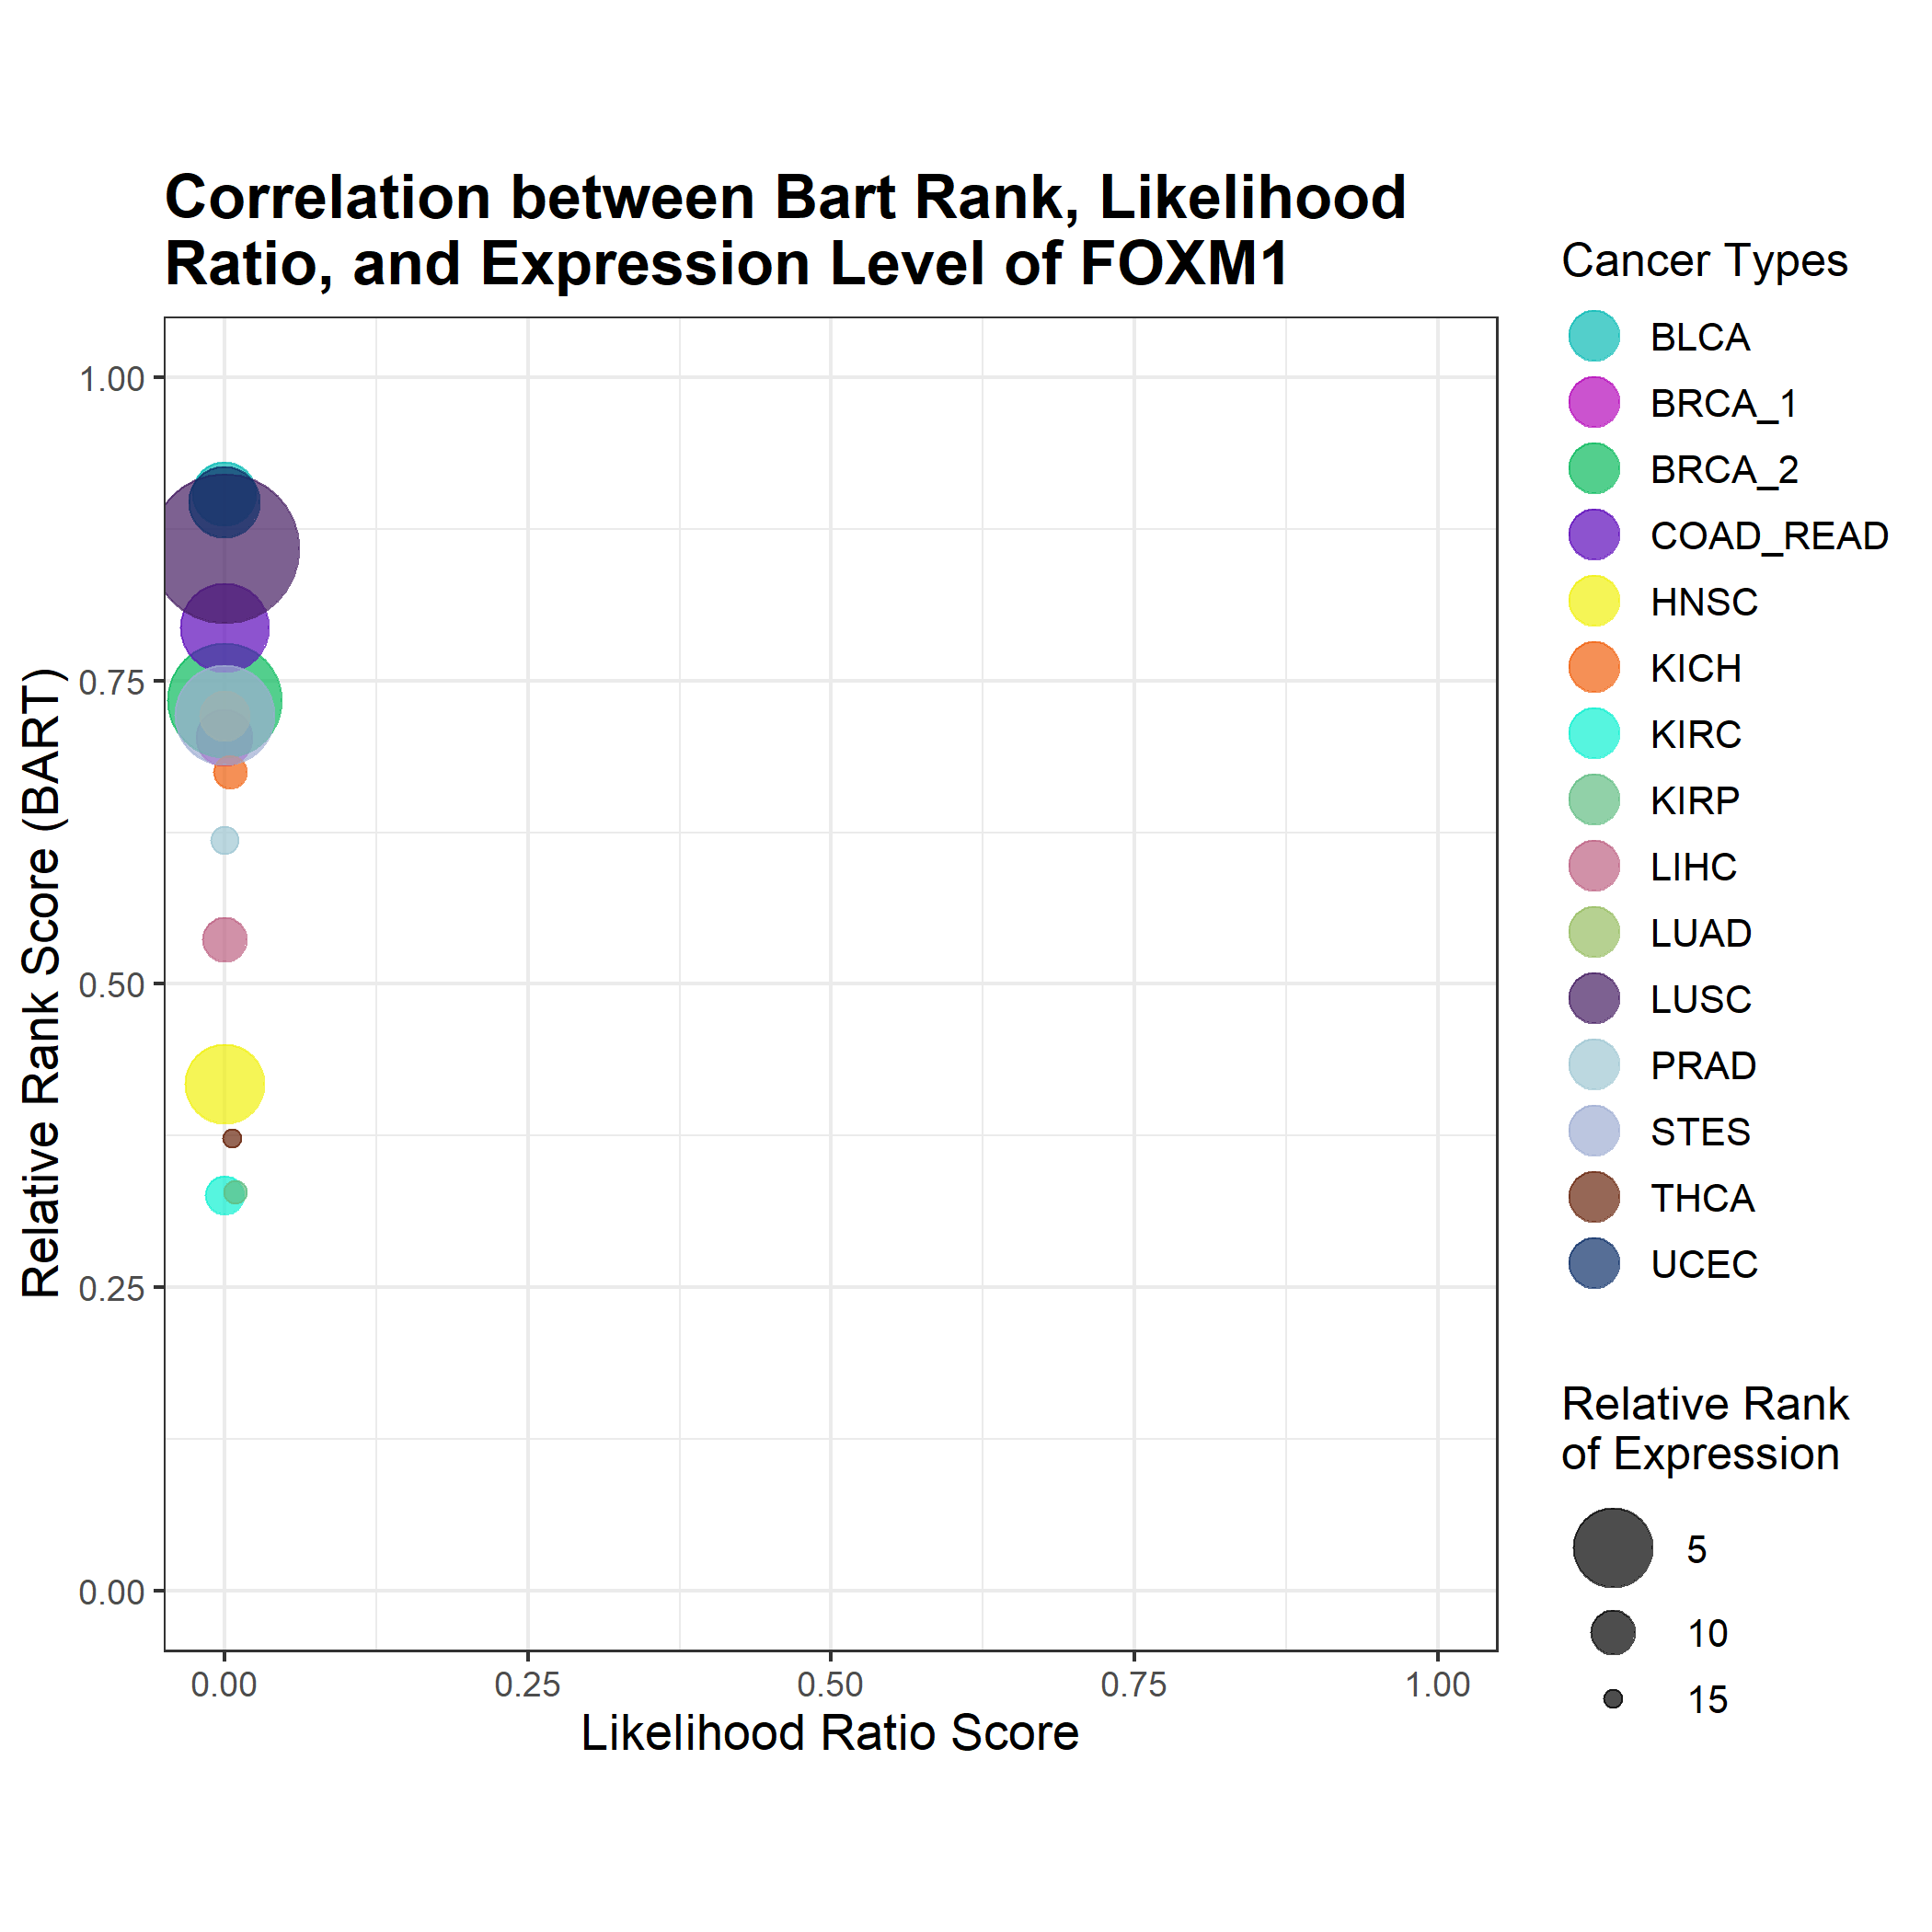 Correlation between Bart Rank, Likelihood
Ratio, and Expression Level of FOXM1
Relative Rank Score (BART)
1.00
0.75
0.50
0.25
0.00
0.00
0.25
0.50
0.75
1.00
Likelihood Ratio Score
Cancer Types
BLCA
BRCA_1
BRCA_2
COAD_READ
HNSC
KICH
KIRC
KIRP
LIHC
LUAD
LUSC
PRAD
STES
THCA
UCEC
Relative Rank
of Expression
5
10
15